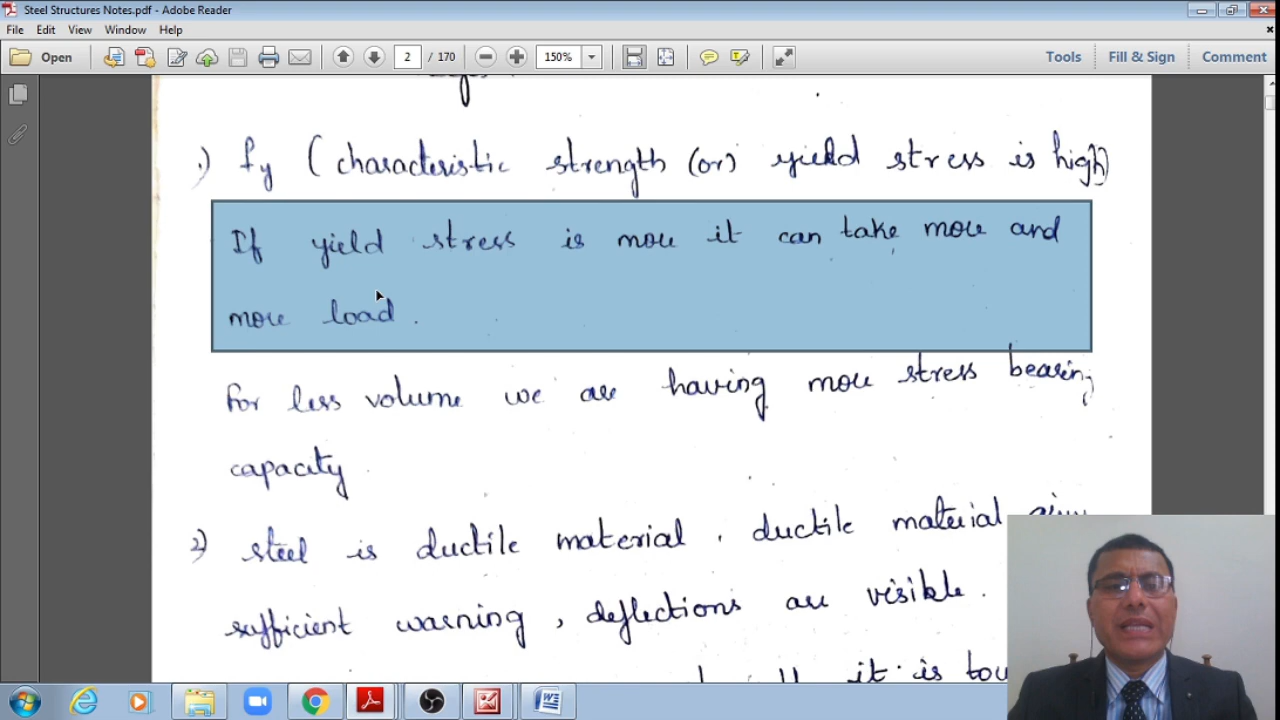 Steel Structures Notes.pdf - Adobe Reader
File Edit View Window Help
Open 2 / 170 150% Tools Fill & Sign Comment
1.) fy (characteristic strength (or) yield stress is high)
If yield stress is more it can take more and
more load.
For less volume we are having more stress bearing
capacity.
2) steel is ductile material. ductile material
sufficient warning, deflections are visible.
it is